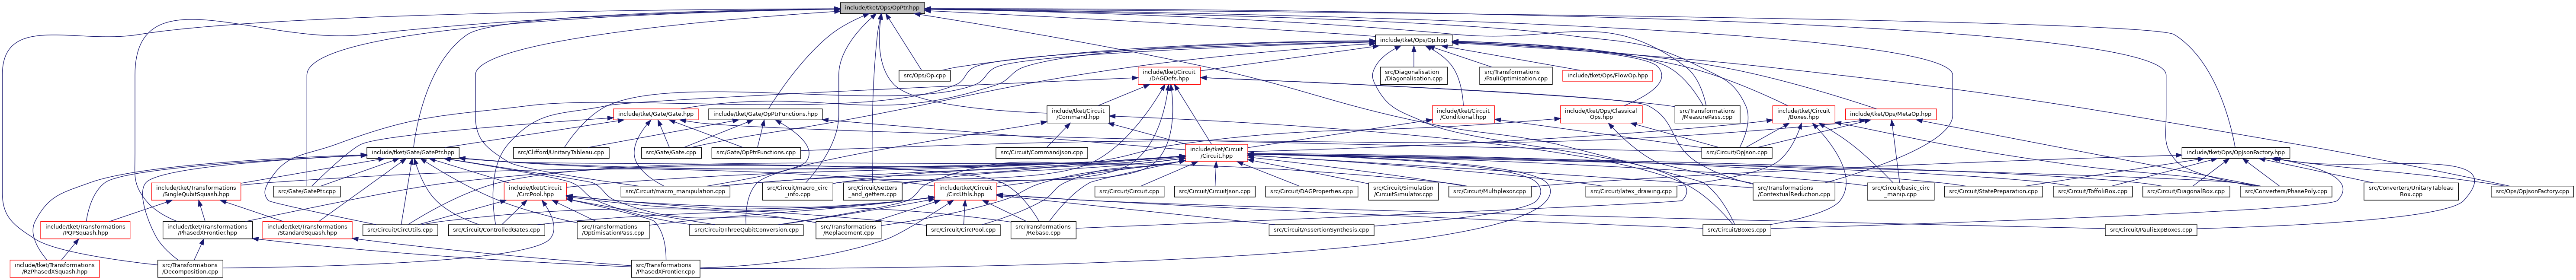 include/tket/Ops/OpPtr.hpp
include/tket/Ops/Op.hpp
src/Ops/Op.cpp
include/tket/Circuit
/DAGDefs.hpp
src/Diagonalisation
/Diagonalisation.cpp
src/Transformations
/PauliOptimisation.cpp
include/tket/Ops/FlowOp.hpp
include/tket/Gate/Gate.hpp
include/tket/Gate/OpPtrFunctions.hpp
include/tket/Circuit
/Command.hpp
include/tket/Circuit
/Conditional.hpp
include/tket/Ops/Classical
Ops.hpp
src/Transformations
/MeasurePass.cpp
include/tket/Circuit
/Boxes.hpp
include/tket/Ops/MetaOp.hpp
include/tket/Gate/GatePtr.hpp
src/Clifford/UnitaryTableau.cpp
src/Gate/Gate.cpp
src/Gate/OpPtrFunctions.cpp
src/Circuit/CommandJson.cpp
include/tket/Circuit
/Circuit.hpp
src/Circuit/OpJson.cpp
include/tket/Ops/OpJsonFactory.hpp
include/tket/Transformations
/SingleQubitSquash.hpp
src/Gate/GatePtr.cpp
include/tket/Circuit
/CircPool.hpp
src/Circuit/macro_manipulation.cpp
src/Circuit/macro_circ
_info.cpp
src/Circuit/setters
_and_getters.cpp
include/tket/Circuit
/CircUtils.hpp
src/Circuit/Circuit.cpp
src/Circuit/CircuitJson.cpp
src/Circuit/DAGProperties.cpp
src/Circuit/Simulation
/CircuitSimulator.cpp
src/Circuit/Multiplexor.cpp
src/Circuit/latex_drawing.cpp
src/Transformations
/ContextualReduction.cpp
src/Circuit/basic_circ
_manip.cpp
src/Circuit/StatePreparation.cpp
src/Circuit/ToffoliBox.cpp
src/Circuit/DiagonalBox.cpp
src/Converters/PhasePoly.cpp
src/Converters/UnitaryTableau
Box.cpp
src/Ops/OpJsonFactory.cpp
include/tket/Transformations
/PQPSquash.hpp
include/tket/Transformations
/PhasedXFrontier.hpp
include/tket/Transformations
/StandardSquash.hpp
src/Circuit/CircUtils.cpp
src/Circuit/ControlledGates.cpp
src/Transformations
/OptimisationPass.cpp
src/Circuit/ThreeQubitConversion.cpp
src/Transformations
/Replacement.cpp
src/Circuit/CircPool.cpp
src/Transformations
/Rebase.cpp
src/Circuit/AssertionSynthesis.cpp
src/Circuit/Boxes.cpp
src/Circuit/PauliExpBoxes.cpp
include/tket/Transformations
/RzPhasedXSquash.hpp
src/Transformations
/Decomposition.cpp
src/Transformations
/PhasedXFrontier.cpp